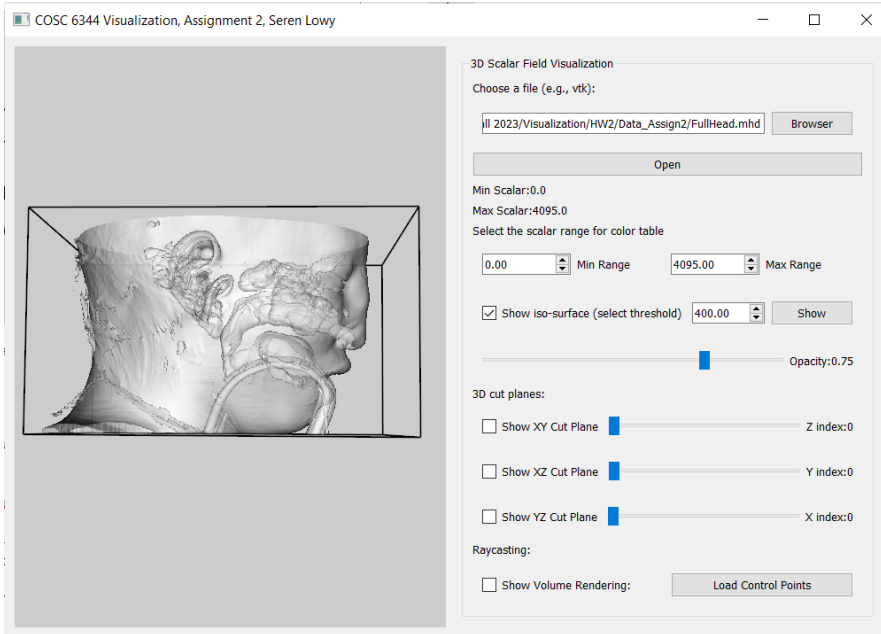 COSC 6344 Visualization, Assignment 2, Seren Lowy
3D Scalar Field Visualization
Choose a file (e.g., vtk):
ll 2023/Visualization/HW2/Data_Assign2/FullHead.mhd Browser
Open
Min Scalar:0.0
Max Scalar:4095.0
Select the scalar range for color table
0.00 Min Range 4095.00 Max Range
Show iso-surface (select threshold) 400.00 Show
Opacity:0.75
3D cut planes:
Show XY Cut Plane Z index:0
Show XZ Cut Plane Y index:0
Show YZ Cut Plane X index:0
Raycasting:
Show Volume Rendering: Load Control Points